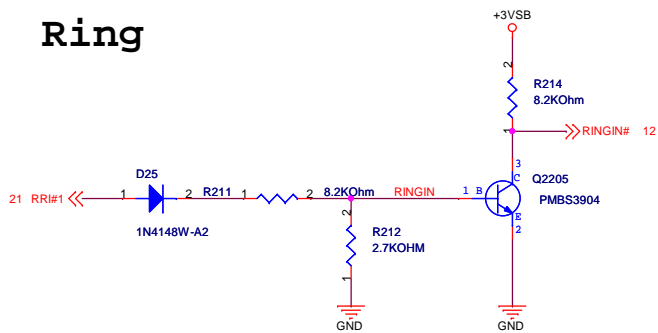 Ring
+3VSB
2
R214
8.2KOhm
1
RINGIN# 12
3
C
D25
Q2205
21 RRI#1
1
2
R211
1
2
8.2KOhm
RINGIN
1 B
PMBS3904
1N4148W-A2
2
R212
2.7KOHM
E
2
1
GND
GND